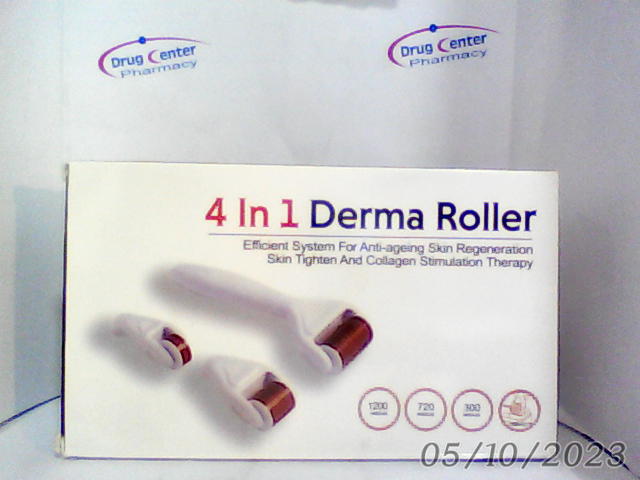 Drug Center
Pharmacy
Drug Center
Pharmacy
4 In 1 Derma Roller
Efficient System For Anti-ageing Skin Regeneration
Skin Tighten And Collagen Stimulation Therapy
1200
720
300
05/10/2023